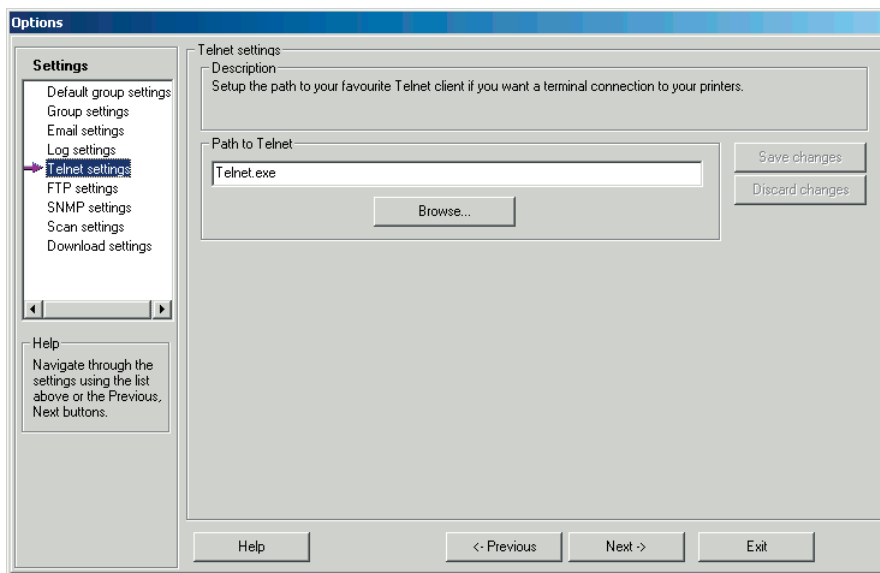 Options
Settings
Default group settings
Group settings
Email settings
Log settings
Telnet settings
FTP settings
SNMP settings
Scan settings
Download settings
Help
Navigate through the
settings using the list
above or the Previous,
Next buttons.
Telnet settings
Description
Setup the path to your favourite Telnet client if you want a terminal connection to your printers.
Path to Telnet
Telnet.exe
Browse...
Save changes
Discard changes
Help
<- Previous
Next ->
Exit